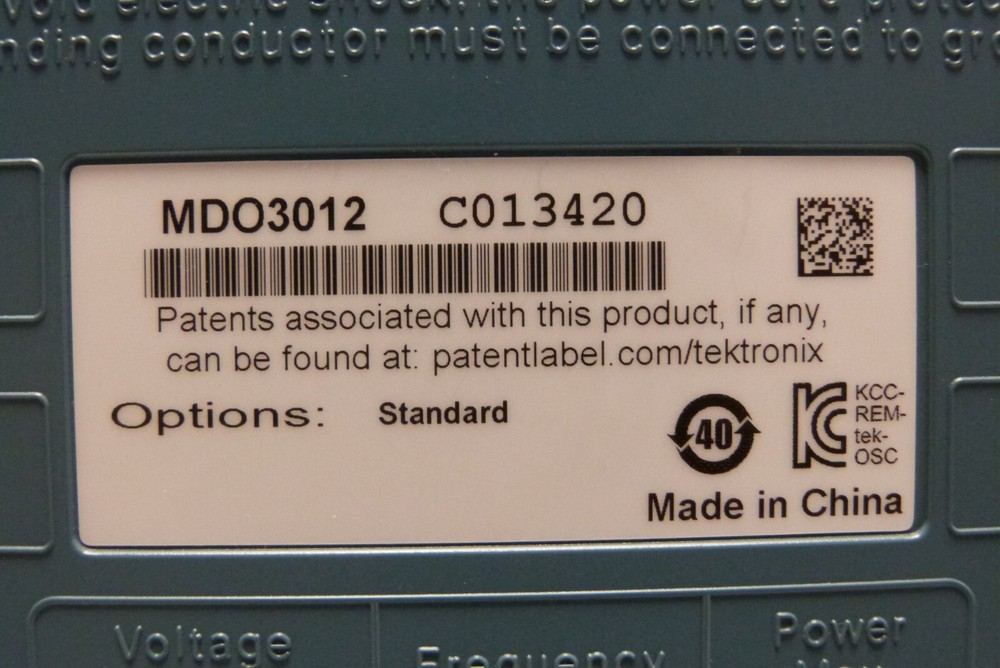 nding conductor must be connected to gr
MDO3012 C013420
Patents associated with this product, if any,
can be found at: patentlabel.com/tektronix
Options: Standard
40
KCC-
REM-
tek-
OSC
Made in China
Voltage Frequency Power